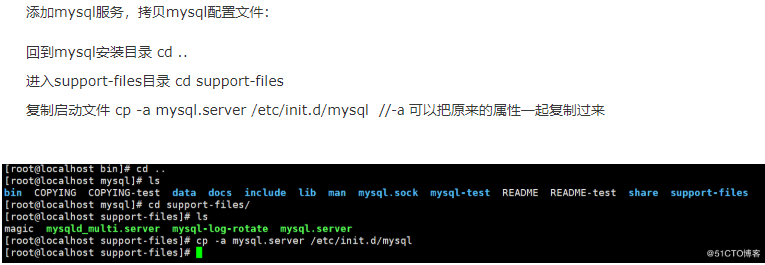 添加mysql服务，拷贝mysql配置文件：
回到mysql安装目录 cd ..
进入support-files目录 cd support-files
复制启动文件 cp -a mysql.server /etc/init.d/mysql  //-a 可以把原来的属性一起复制过来
[root@localhost bin]# cd ..
[root@localhost mysql]# ls
bin  COPYING  COPYING-test  data  docs  include  lib  man  mysql.sock  mysql-test  README  README-test  share  support-files
[root@localhost mysql]# cd support-files/
[root@localhost support-files]# ls
magic  mysqld_multi.server  mysql-log-rotate  mysql.server
[root@localhost support-files]# cp -a mysql.server /etc/init.d/mysql
[root@localhost support-files]#
@51CTO博客